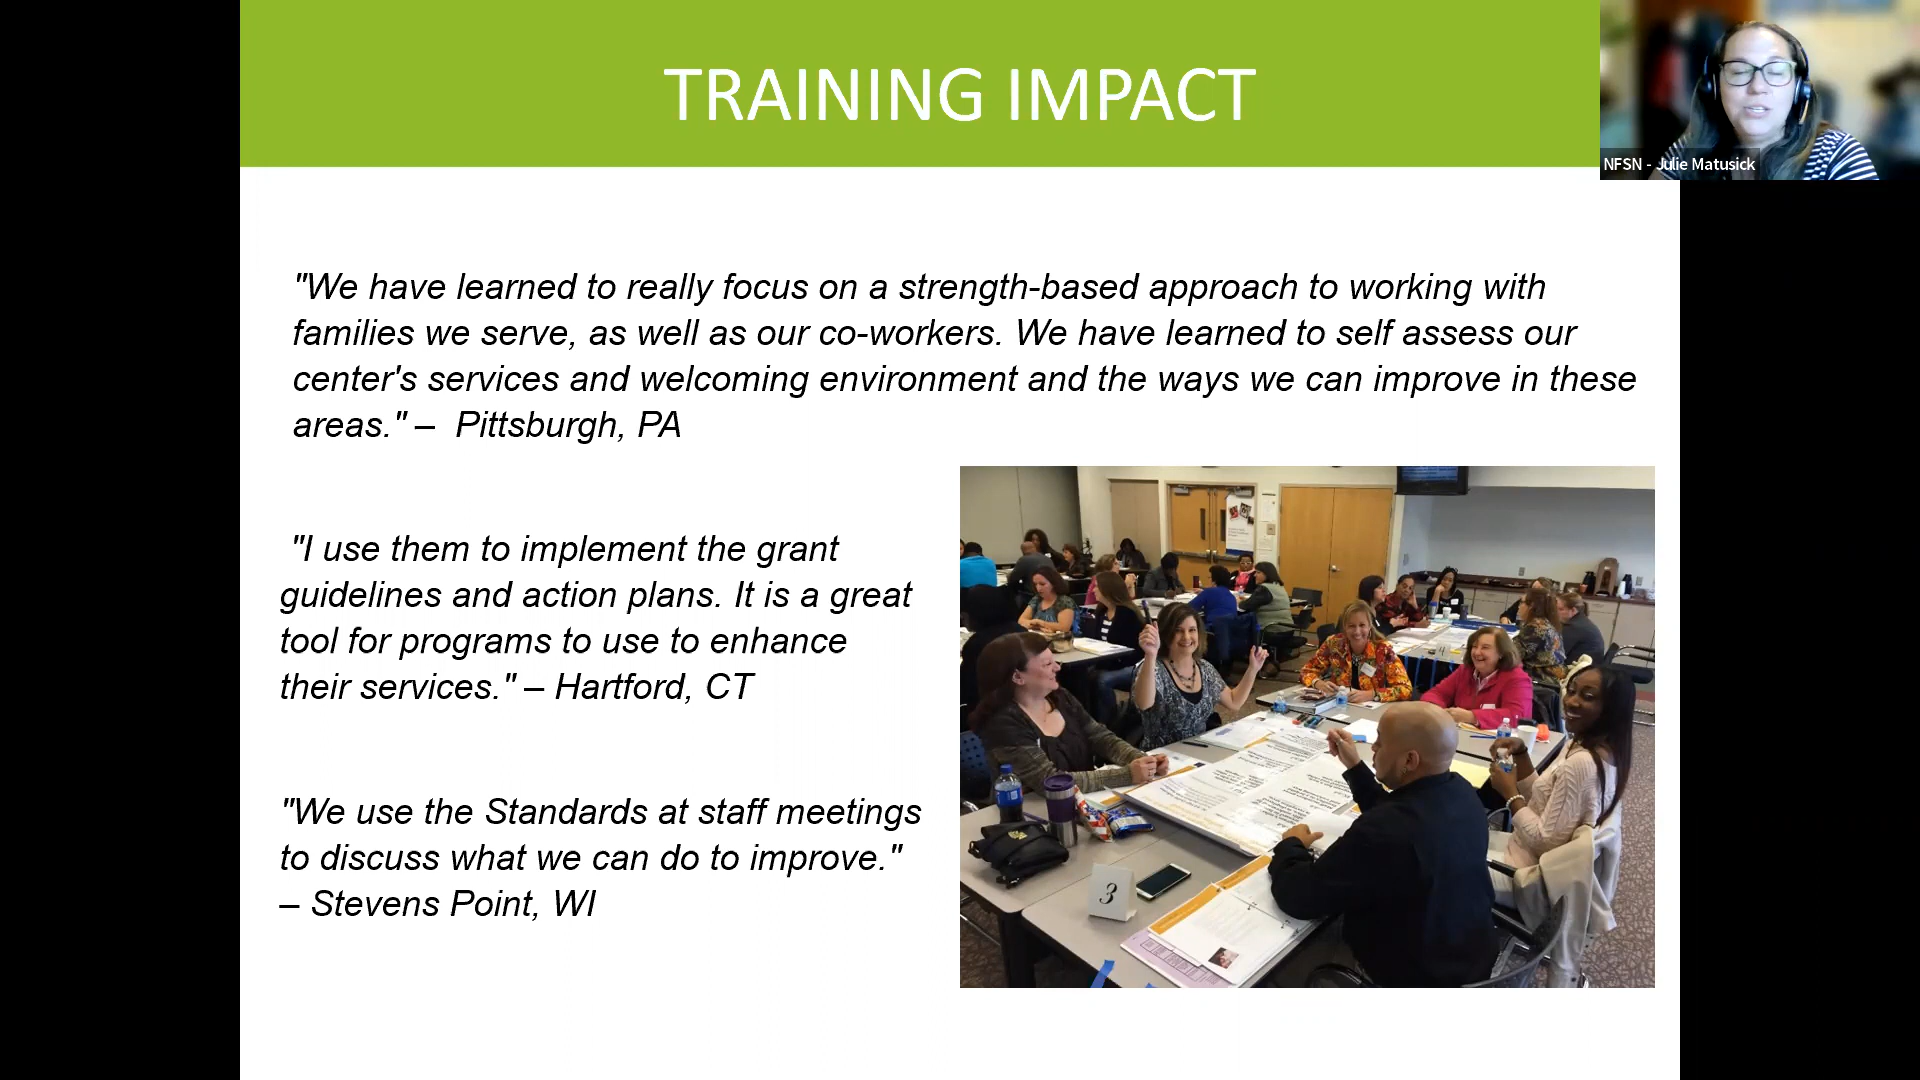 TRAINING IMPACT
NFSN - Julie Matusick
"We have learned to really focus on a strength-based approach to working with
families we serve, as well as our co-workers. We have learned to self assess our
center's services and welcoming environment and the ways we can improve in these
areas." –  Pittsburgh, PA
"I use them to implement the grant
guidelines and action plans. It is a great
tool for programs to use to enhance
their services." – Hartford, CT
"We use the Standards at staff meetings
to discuss what we can do to improve."
– Stevens Point, WI
3